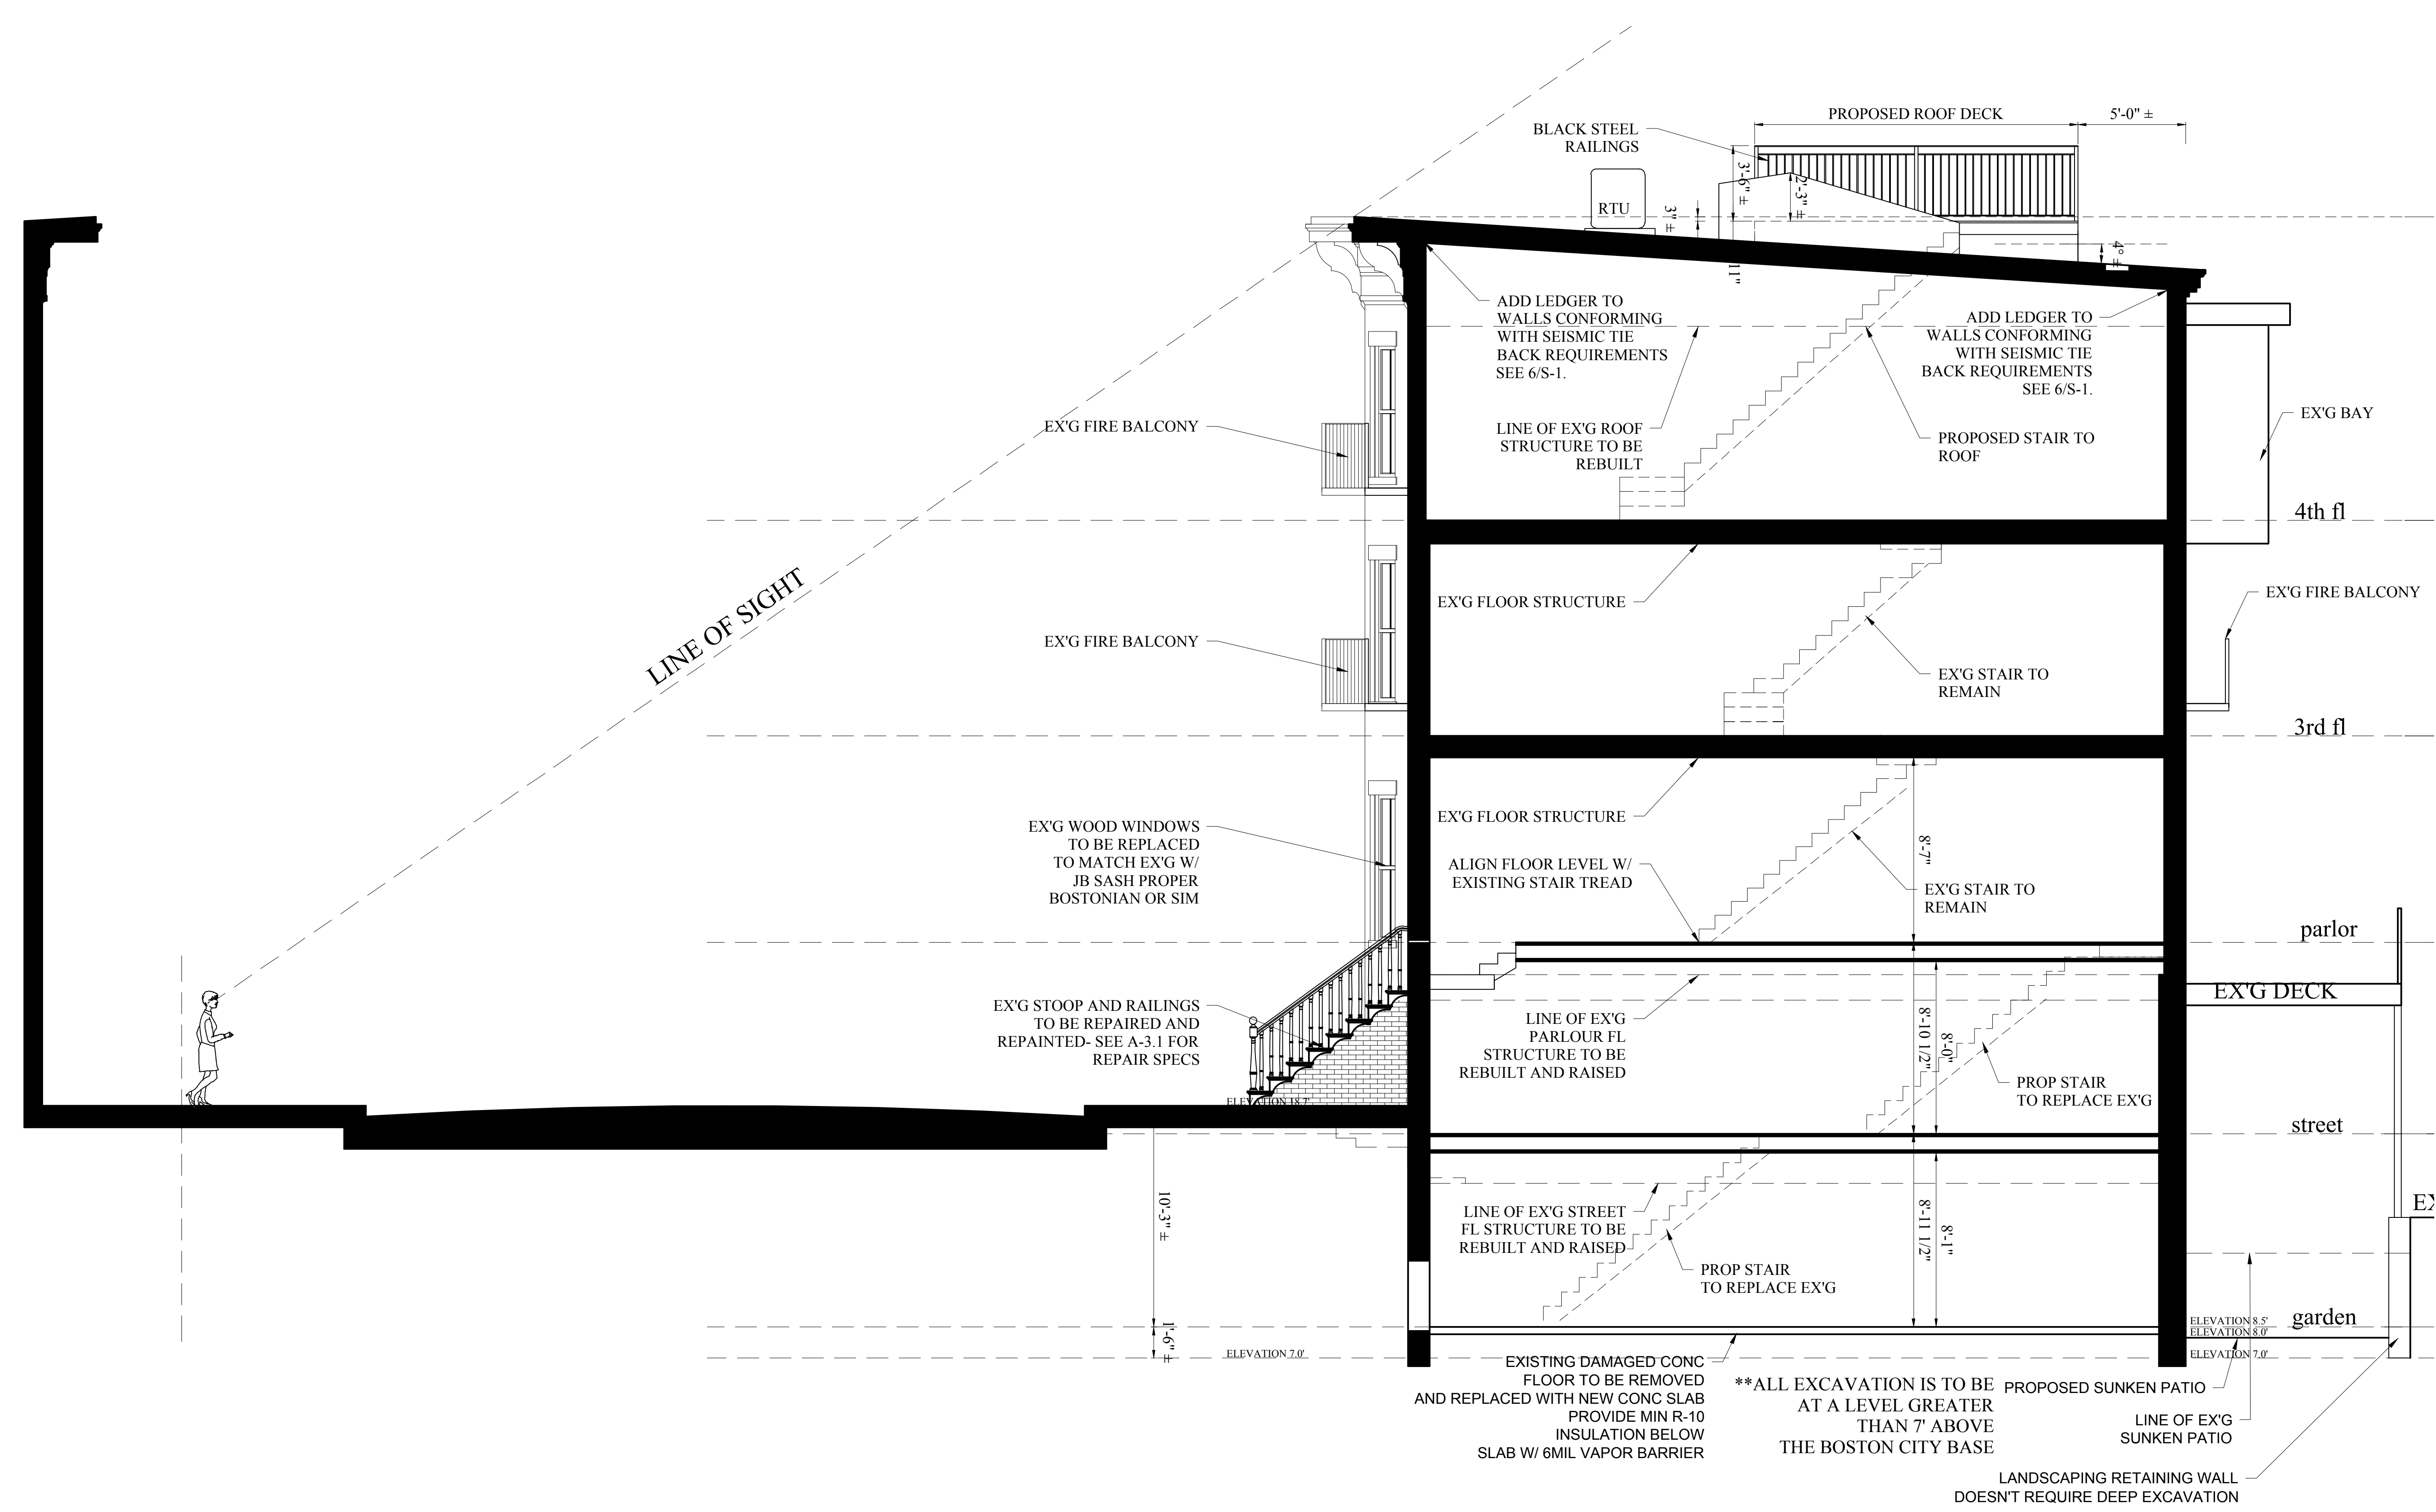 PROPOSED ROOF DECK
5'-0" ±
BLACK STEEL
RAILINGS
3'-6" ±
2'-3" ±
RTU
3" ±
4° ±
11"
ADD LEDGER TO
WALLS CONFORMING
WITH SEISMIC TIE
BACK REQUIREMENTS
SEE 6/S-1.
ADD LEDGER TO
WALLS CONFORMING
WITH SEISMIC TIE
BACK REQUIREMENTS
SEE 6/S-1.
EX'G BAY
EX'G FIRE BALCONY
LINE OF EX'G ROOF
STRUCTURE TO BE
REBUILT
PROPOSED STAIR TO
ROOF
4th fl
LINE OF SIGHT
EX'G FLOOR STRUCTURE
EX'G FIRE BALCONY
EX'G FIRE BALCONY
EX'G STAIR TO
REMAIN
3rd fl
EX'G WOOD WINDOWS
TO BE REPLACED
TO MATCH EX'G W/
JB SASH PROPER
BOSTONIAN OR SIM
EX'G FLOOR STRUCTURE
8'-7"
ALIGN FLOOR LEVEL W/
EXISTING STAIR TREAD
EX'G STAIR TO
REMAIN
parlor
EX'G DECK
EX'G STOOP AND RAILINGS
TO BE REPAIRED AND
REPAINTED- SEE A-3.1 FOR
REPAIR SPECS
LINE OF EX'G
PARLOUR FL
STRUCTURE TO BE
REBUILT AND RAISED
8'-10 1/2"
8'-0"
PROP STAIR
TO REPLACE EX'G
ELEVATION 18.7'
street
10'-3" ±
LINE OF EX'G STREET
FL STRUCTURE TO BE
REBUILT AND RAISED
8'-11 1/2"
8'-1"
EX
PROP STAIR
TO REPLACE EX'G
garden
ELEVATION 8.5'
ELEVATION 8.0'
1'-6" ±
ELEVATION 7.0'
ELEVATION 7.0'
EXISTING DAMAGED CONC
FLOOR TO BE REMOVED
AND REPLACED WITH NEW CONC SLAB
PROVIDE MIN R-10
INSULATION BELOW
SLAB W/ 6MIL VAPOR BARRIER
**ALL EXCAVATION IS TO BE
AT A LEVEL GREATER
THAN 7' ABOVE
THE BOSTON CITY BASE
PROPOSED SUNKEN PATIO
LINE OF EX'G
SUNKEN PATIO
LANDSCAPING RETAINING WALL
DOESN'T REQUIRE DEEP EXCAVATION